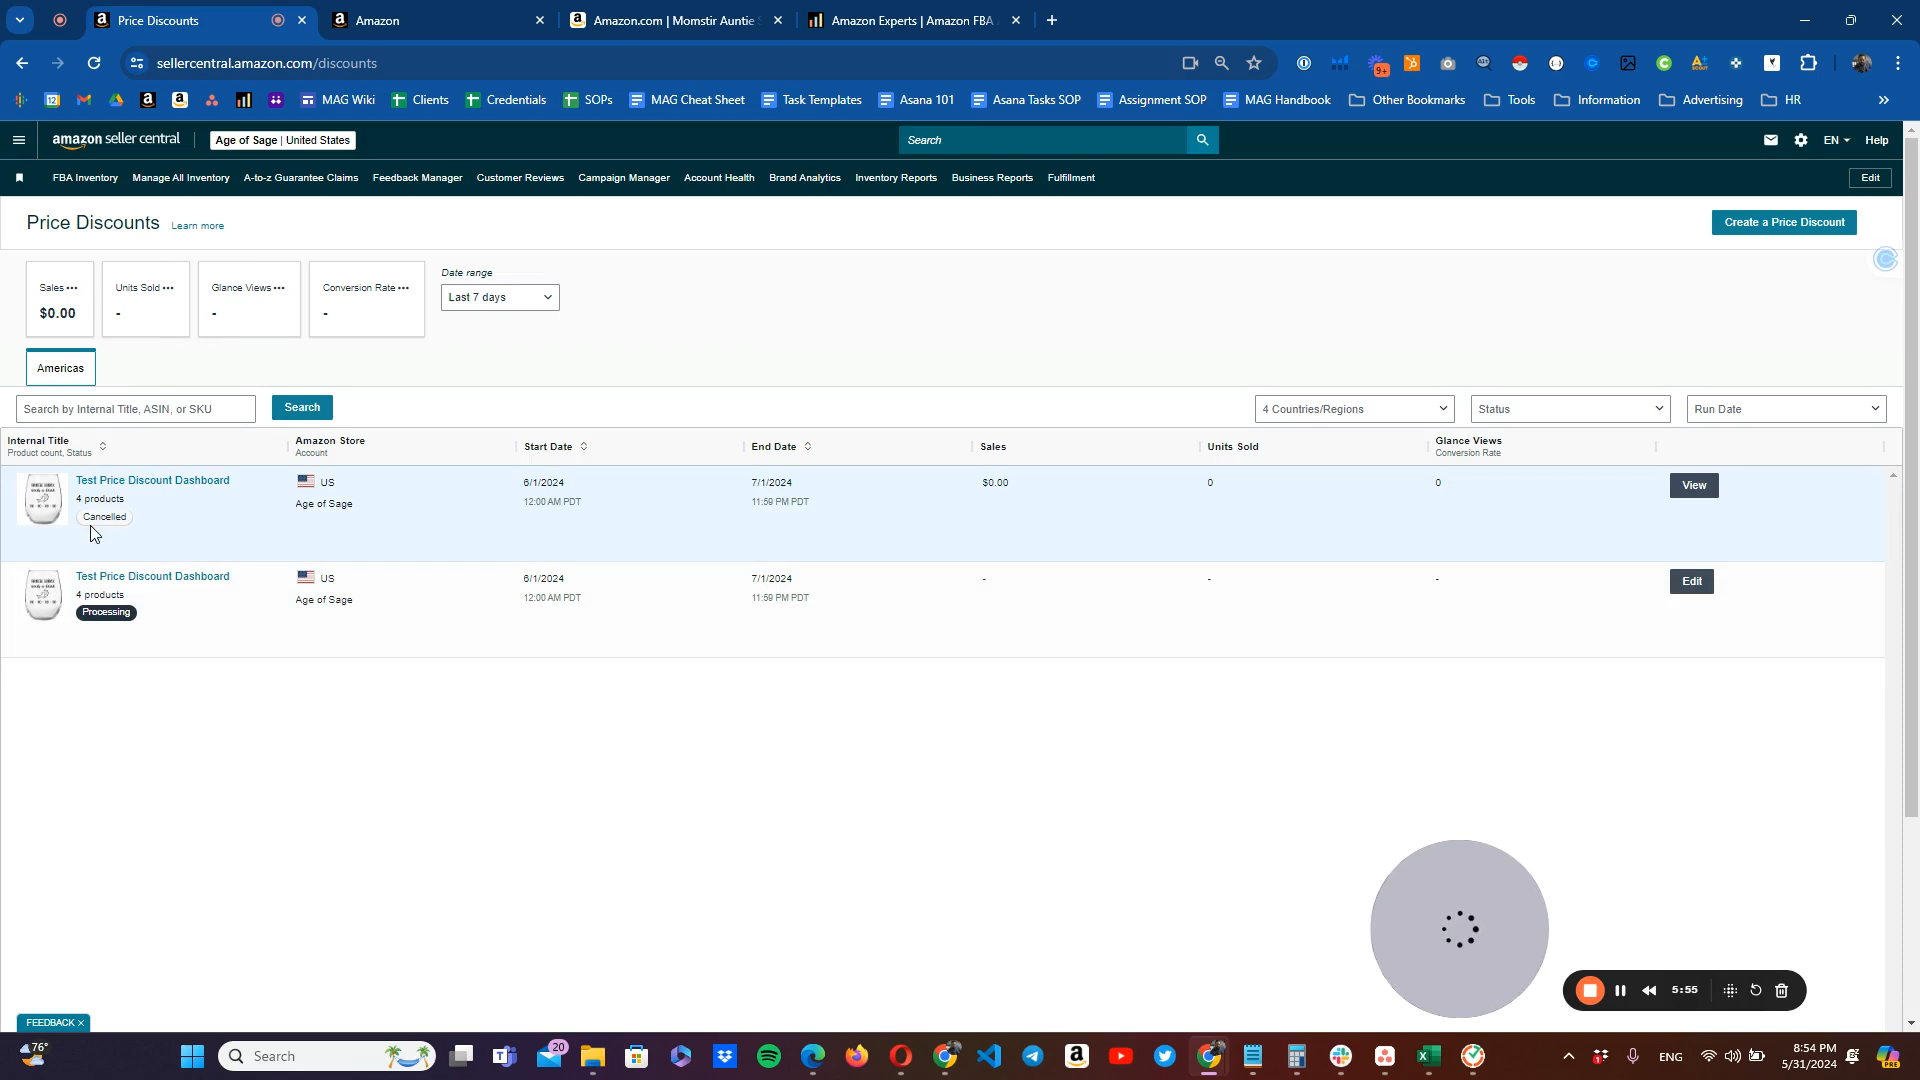 Price Discounts
Amazon
Amazon.com | Momstir Auntie
Amazon Experts | Amazon FBA
sellercentral.amazon.com/discounts
9+
12
MAG Wiki
Clients
Credentials
SOPs
MAG Cheat Sheet
Task Templates
Asana 101
Asana Tasks SOP
Assignment SOP
MAG Handbook
Other Bookmarks
Tools
Information
Advertising
HR
amazon seller central
Age of Sage | United States
Search
EN
Help
FBA Inventory
Manage All Inventory
A-to-z Guarantee Claims
Feedback Manager
Customer Reviews
Campaign Manager
Account Health
Brand Analytics
Inventory Reports
Business Reports
Fulfillment
Edit
Price Discounts
Learn more
Create a Price Discount
Sales
$0.00
Units Sold
-
Glance Views
-
Conversion Rate
-
Date range
Last 7 days
Americas
Search by Internal Title, ASIN, or SKU
Search
4 Countries/Regions
Status
Run Date
Internal Title
Product count, Status
Amazon Store
Account
Start Date
End Date
Sales
Units Sold
Glance Views
Conversion Rate
Test Price Discount Dashboard
4 products
Cancelled
US
Age of Sage
6/1/2024
12:00 AM PDT
7/1/2024
11:59 PM PDT
$0.00
0
0
View
Test Price Discount Dashboard
4 products
Processing
US
Age of Sage
6/1/2024
12:00 AM PDT
7/1/2024
11:59 PM PDT
-
-
-
Edit
5:55
FEEDBACK
76°
Search
20
ENG
8:54 PM
5/31/2024
PRE